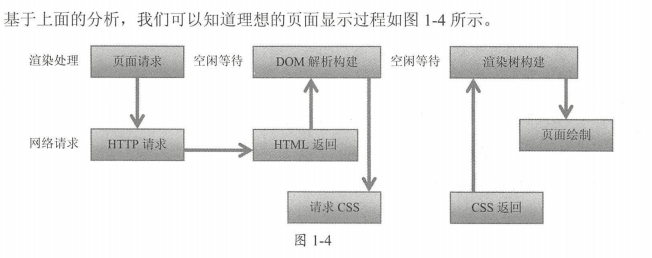 基于上面的分析，我们可以知道理想的页面显示过程如图 1-4 所示。
渲染处理 页面请求 空闲等待 DOM 解析构建 空闲等待 渲染树构建
页面绘制
网络请求 HTTP 请求 HTML 返回
请求 CSS CSS 返回
图 1-4